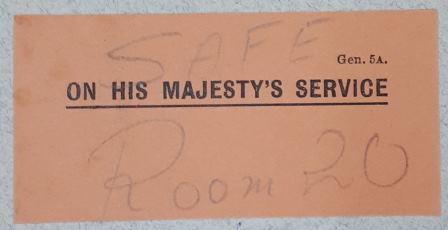 SAFE
Gen. 5A.
ON HIS MAJESTY'S SERVICE
Room 20